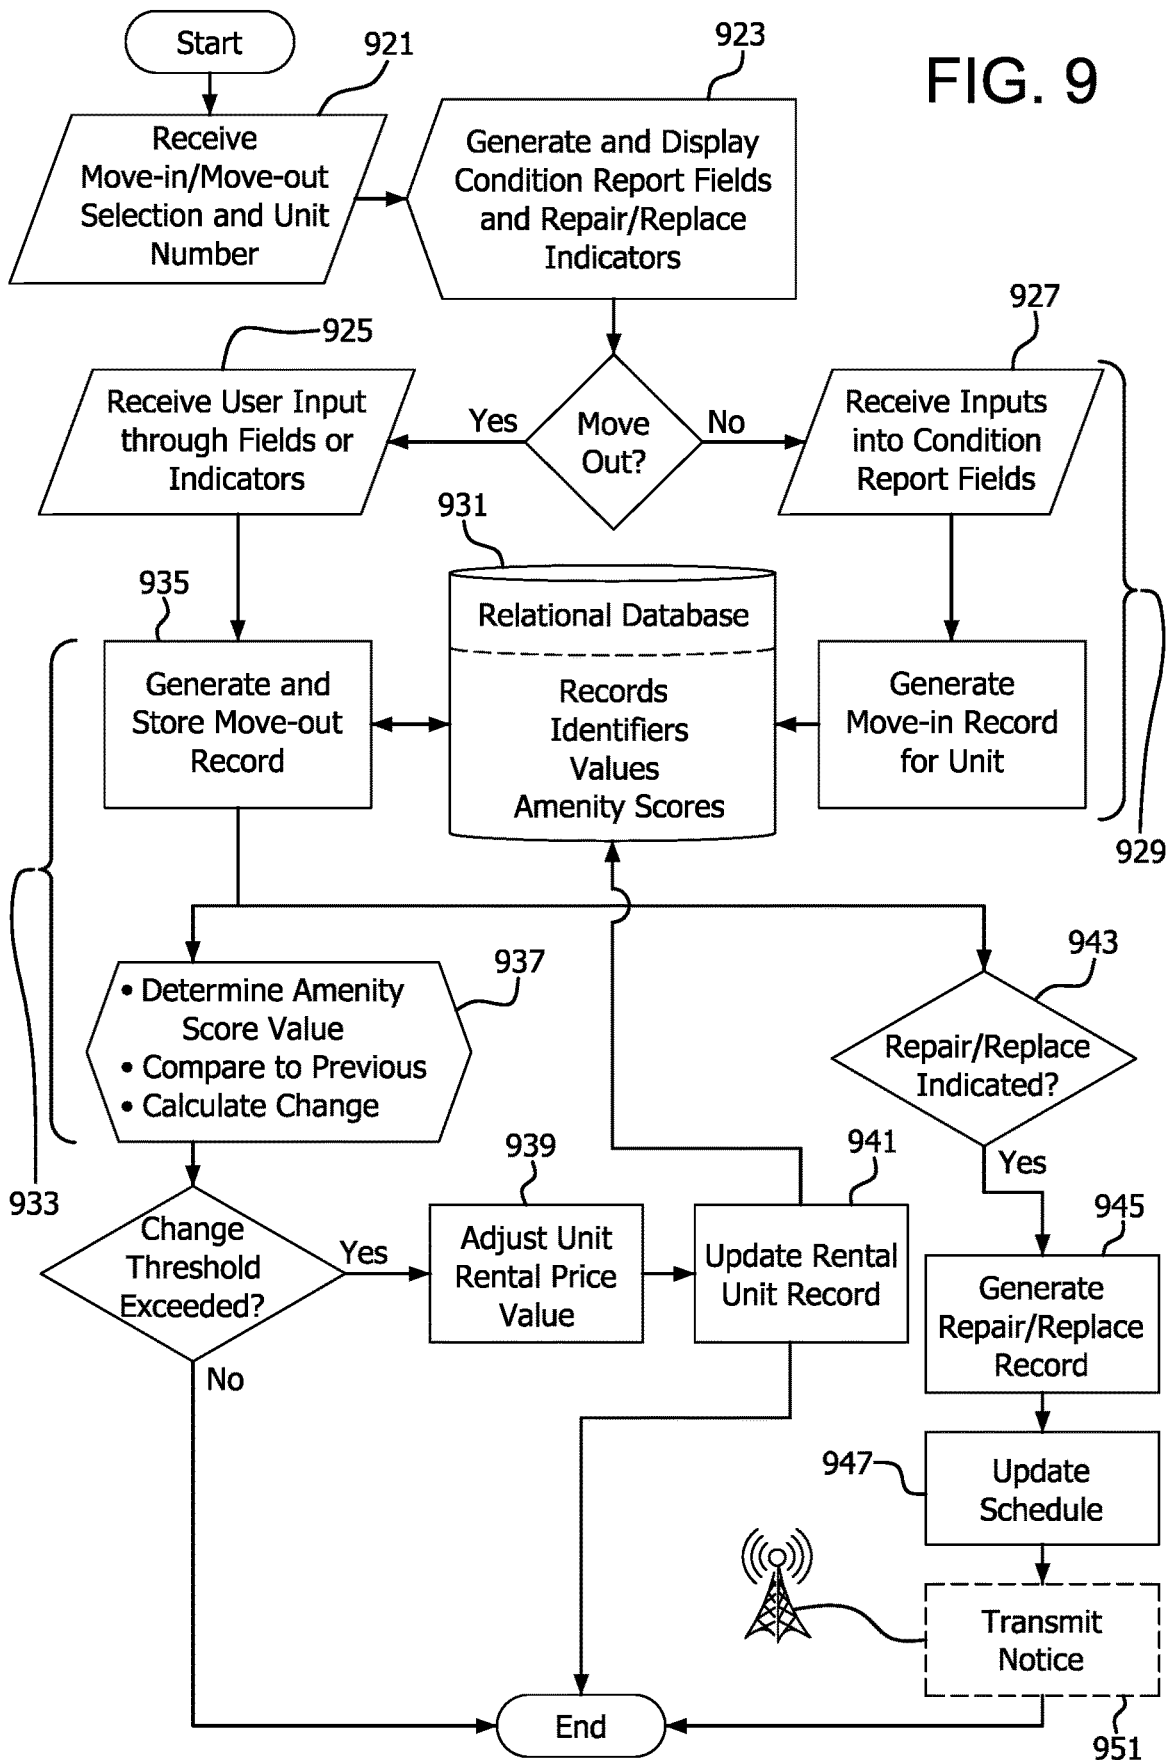 FIG. 9
Start
921
923
Receive
Move-in/Move-out
Selection and Unit
Number
Generate and Display
Condition Report Fields
and Repair/Replace
Indicators
925
927
Receive User Input
through Fields or
Indicators
Yes
Move
Out?
No
Receive Inputs
into Condition
Report Fields
931
935
Relational Database
Records
Identifiers
Values
Amenity Scores
Generate and
Store Move-out
Record
Generate
Move-in Record
for Unit
929
937
943
• Determine Amenity
Score Value
• Compare to Previous
• Calculate Change
Repair/Replace
Indicated?
933
939
941
Yes
945
Change
Threshold
Exceeded?
Yes
Adjust Unit
Rental Price
Value
Update Rental
Unit Record
Generate
Repair/Replace
Record
No
947
Update
Schedule
Transmit
Notice
End
951